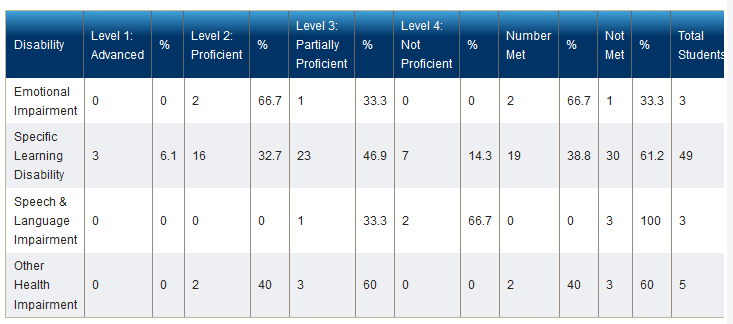 Disability Level 1: Advanced % Level 2: Proficient % Level 3: Partially Proficient % Level 4: Not Proficient % Number Met % Not Met % Total Students
Emotional Impairment 0 0 2 66.7 1 33.3 0 0 2 66.7 1 33.3 3
Specific Learning Disability 3 6.1 16 32.7 23 46.9 7 14.3 19 38.8 30 61.2 49
Speech & Language Impairment 0 0 0 0 1 33.3 2 66.7 0 0 3 100 3
Other Health Impairment 0 0 2 40 3 60 0 0 2 40 3 60 5